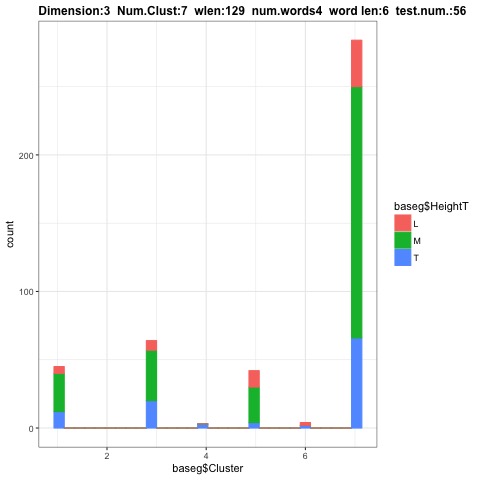 Dimension:3  Num.Clust:7  wlen:129  num.words4  word len:6  test.num.:56
200
100
0
count
2
4
6
baseg$Cluster
baseg$HeightT
L
M
T